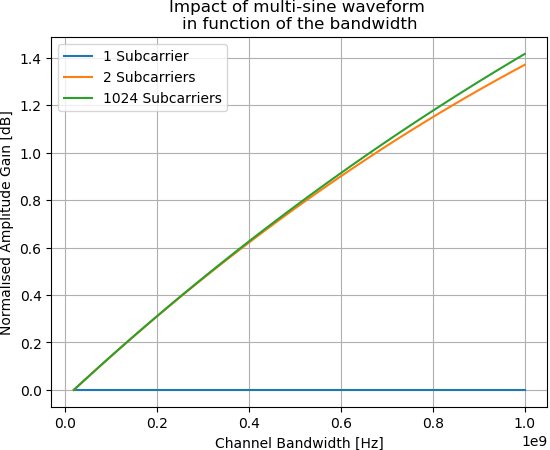 Impact of multi-sine waveform
in function of the bandwidth
1 Subcarrier
2 Subcarriers
1024 Subcarriers
Normalised Amplitude Gain [dB]
1.4
1.2
1.0
0.8
0.6
0.4
0.2
0.0
0.0 0.2 0.4 0.6 0.8 1.0
1e9
Channel Bandwidth [Hz]